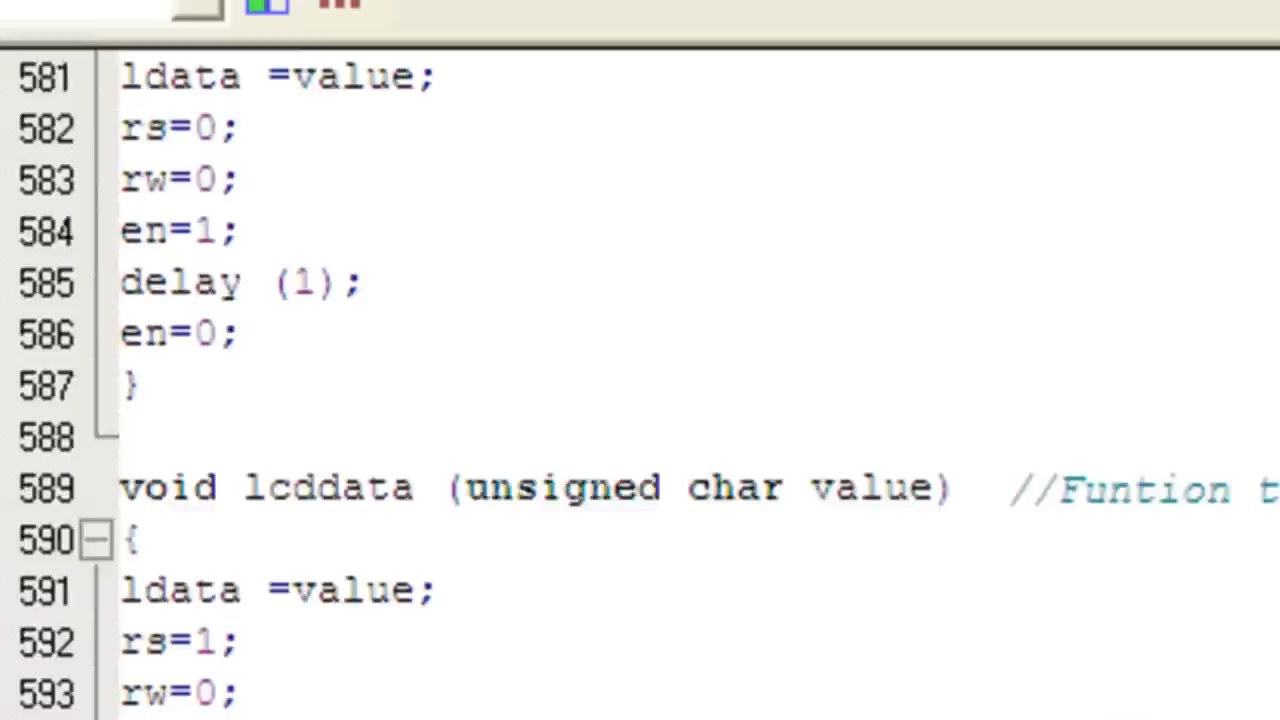 581 ldata =value;
582 rs=0;
583 rw=0;
584 en=1;
585 delay (1);
586 en=0;
587 }
588
589 void lcddata (unsigned char value)  //Funtion t
590 {
591 ldata =value;
592 rs=1;
593 rw=0;